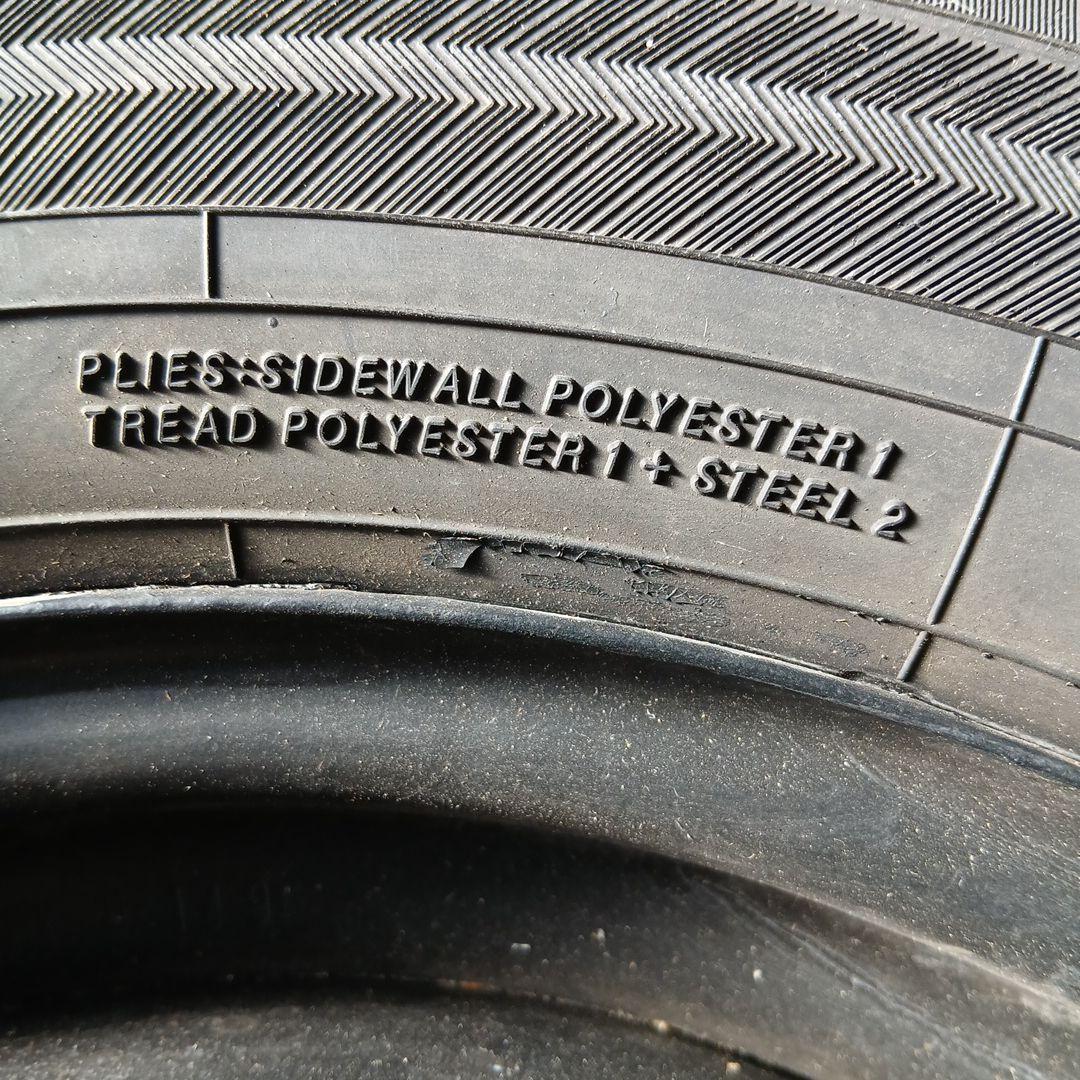 PLIES:SIDEWALL POLYESTER 1
TREAD POLYESTER 1 + STEEL 2